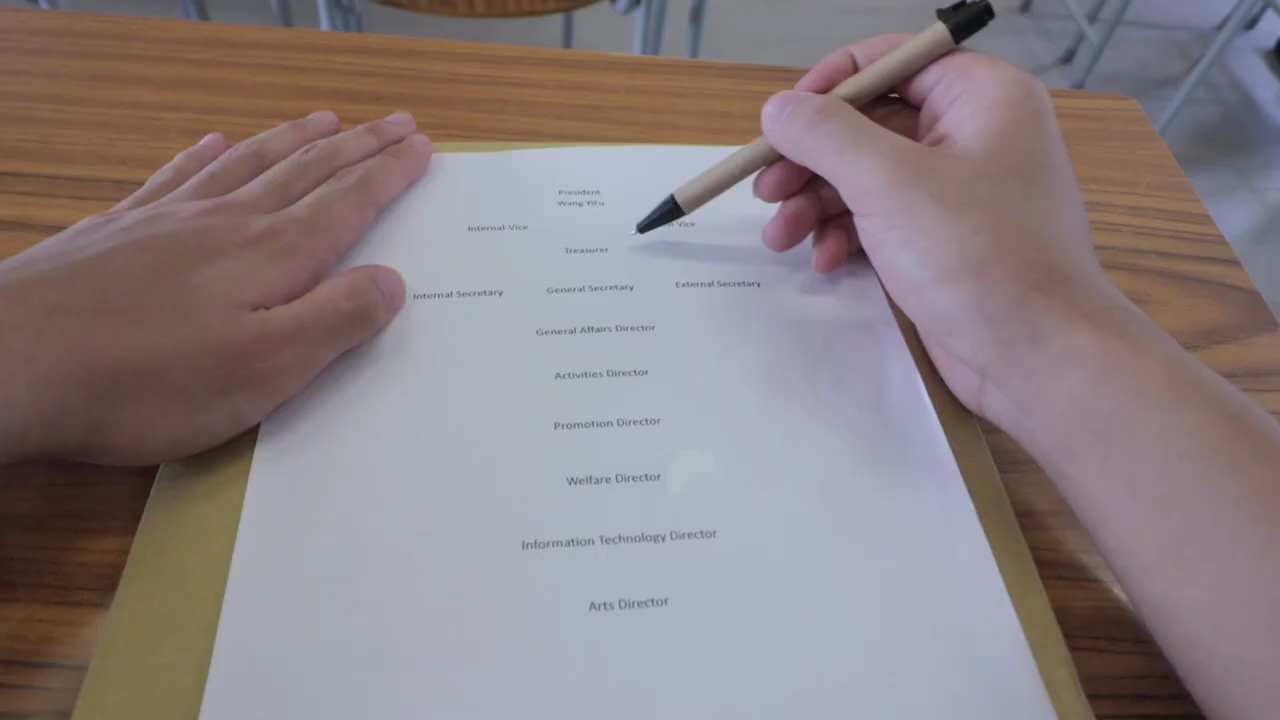 President
Wang YiFu
Internal Vice
Vice
Treasurer
Internal Secretary
General Secretary
External Secretary
General Affairs Director
Activities Director
Promotion Director
Welfare Director
Information Technology Director
Arts Director